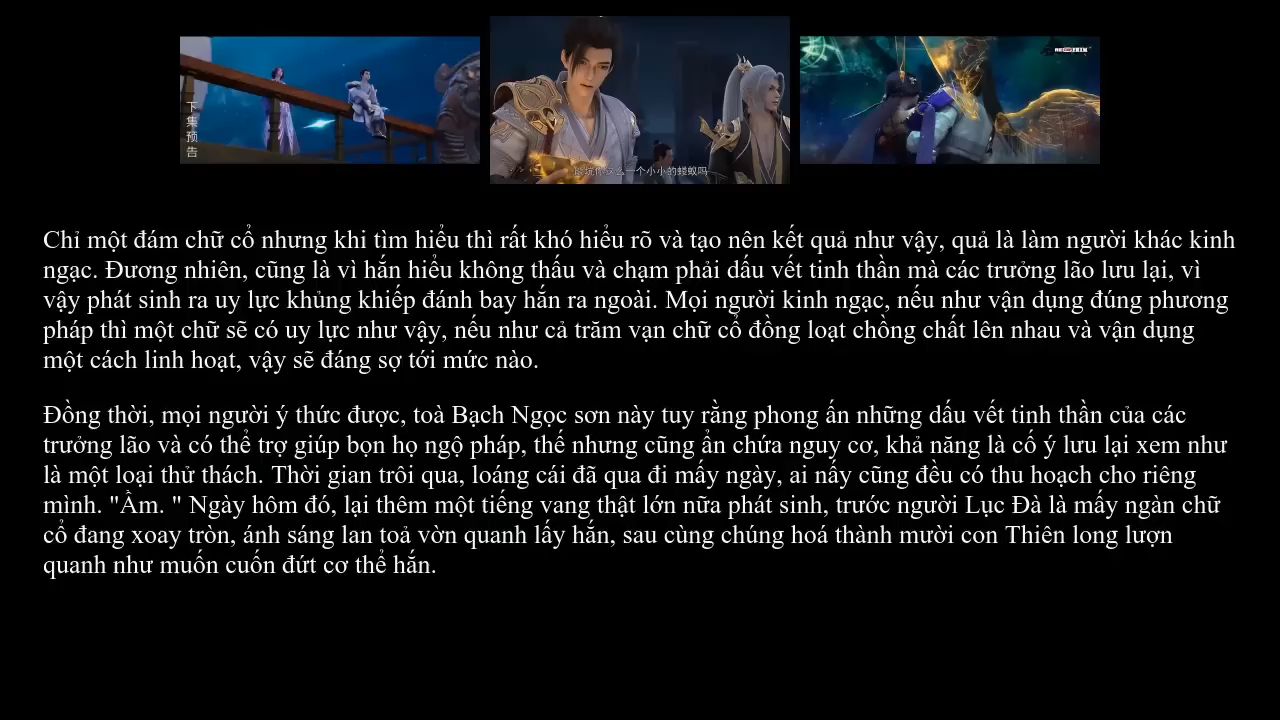 下集预告
一个小小的蝼蚁吗
Chỉ một đám chữ cổ nhưng khi tìm hiểu thì rất khó hiểu rõ và tạo nên kết quả như vậy, quả là làm người khác kinh
ngạc. Đương nhiên, cũng là vì hắn hiểu không thấu và chạm phải dấu vết tinh thần mà các trưởng lão lưu lại, vì
vậy phát sinh ra uy lực khủng khiếp đánh bay hắn ra ngoài. Mọi người kinh ngạc, nếu như vận dụng đúng phương
pháp thì một chữ sẽ có uy lực như vậy, nếu như cả trăm vạn chữ cổ đồng loạt chồng chất lên nhau và vận dụng
một cách linh hoạt, vậy sẽ đáng sợ tới mức nào.
Đồng thời, mọi người ý thức được, toà Bạch Ngọc sơn này tuy rằng phong ấn những dấu vết tinh thần của các
trưởng lão và có thể trợ giúp bọn họ ngộ pháp, thế nhưng cũng ẩn chứa nguy cơ, khả năng là cố ý lưu lại xem như
là một loại thử thách. Thời gian trôi qua, loáng cái đã qua đi mấy ngày, ai nấy cũng đều có thu hoạch cho riêng
mình. "Ầm. " Ngày hôm đó, lại thêm một tiếng vang thật lớn nữa phát sinh, trước người Lục Đà là mấy ngàn chữ
cổ đang xoay tròn, ánh sáng lan toả vờn quanh lấy hắn, sau cùng chúng hoá thành mười con Thiên long lượn
quanh như muốn cuốn đứt cơ thể hắn.